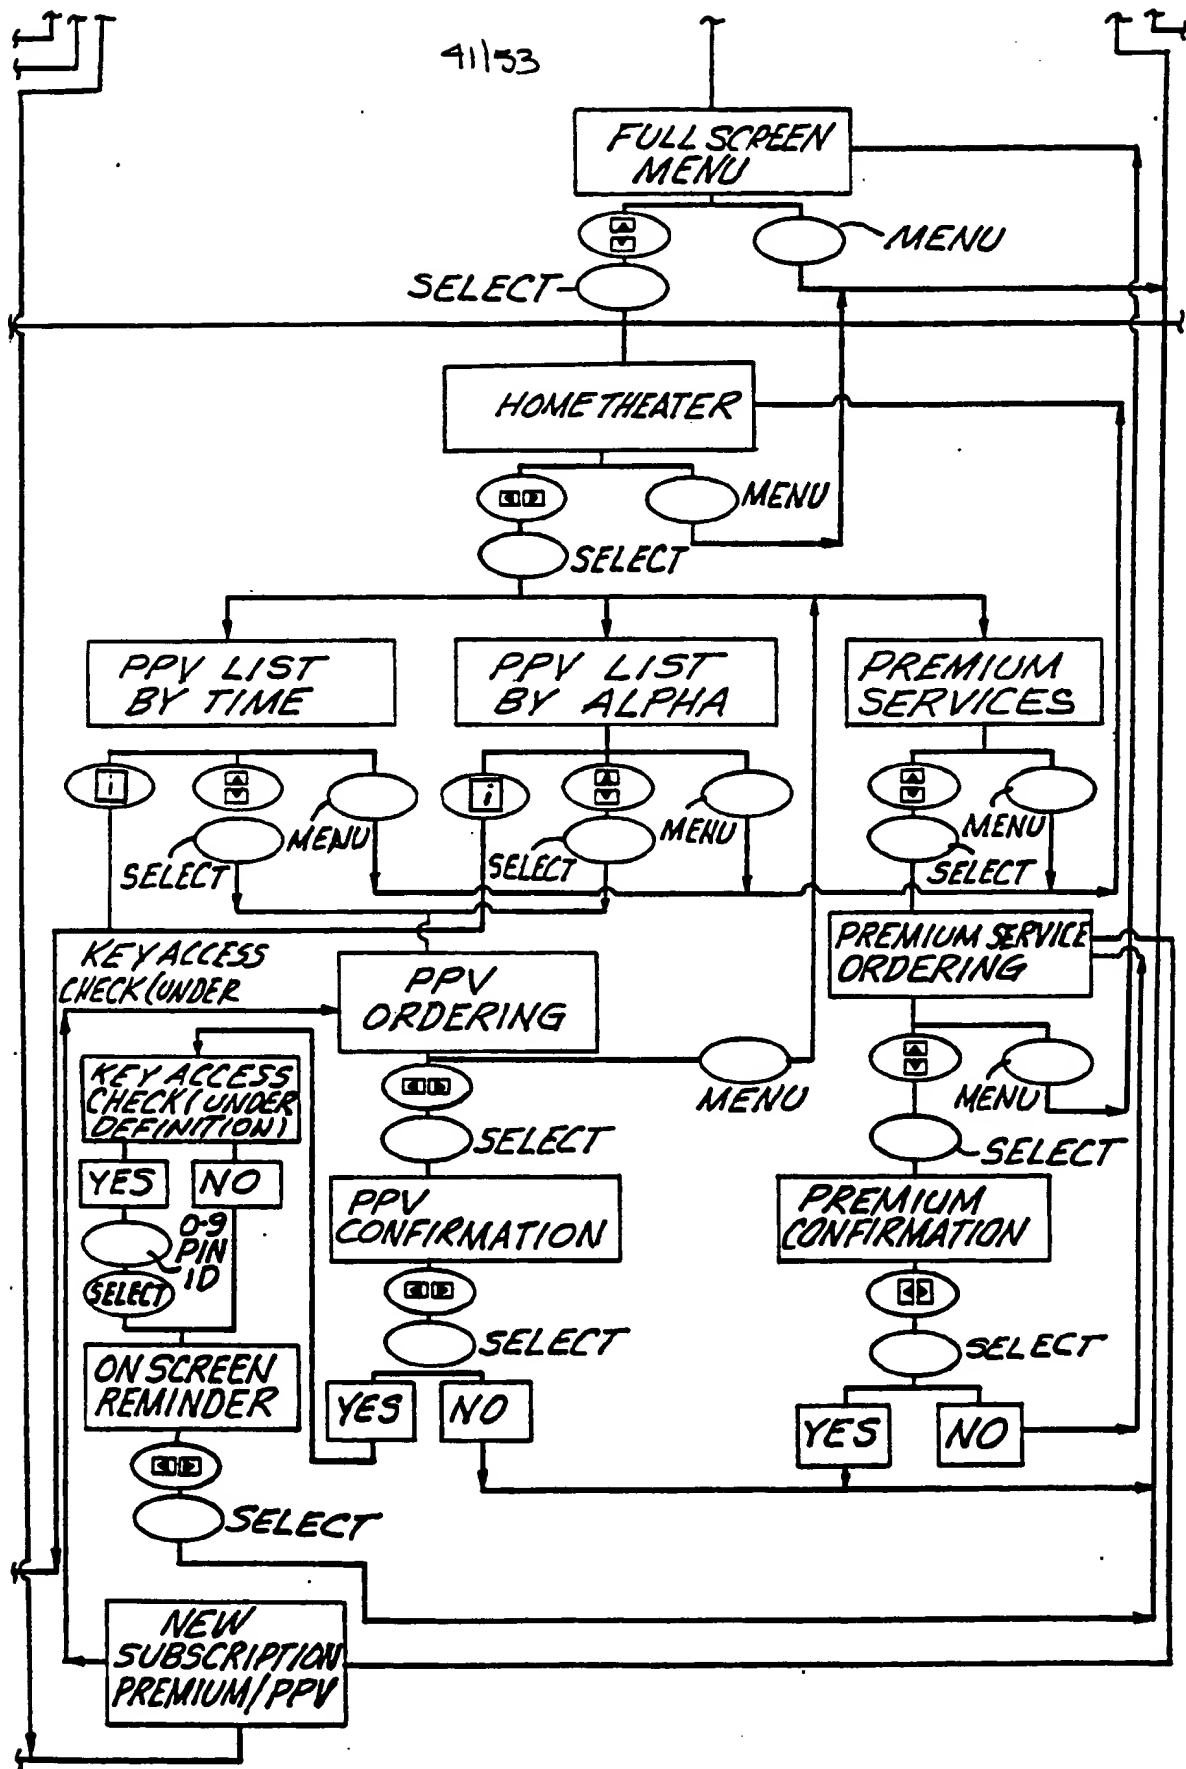 41/53
FULL SCREEN
MENU
MENU
SELECT
HOME THEATER
MENU
SELECT
PPV LIST
BY TIME
PPV LIST
BY ALPHA
PREMIUM
SERVICES
i
i
MENU
MENU
MENU
SELECT
SELECT
SELECT
KEY ACCESS
CHECK (UNDER
PPV
ORDERING
PREMIUM SERVICE
ORDERING
KEY ACCESS
CHECK (UNDER
DEFINITION)
MENU
MENU
SELECT
SELECT
YES
NO
0-9
PIN
ID
SELECT
PPV
CONFIRMATION
PREMIUM
CONFIRMATION
SELECT
SELECT
ON SCREEN
REMINDER
YES
NO
YES
NO
SELECT
NEW
SUBSCRIPTION
PREMIUM/PPV